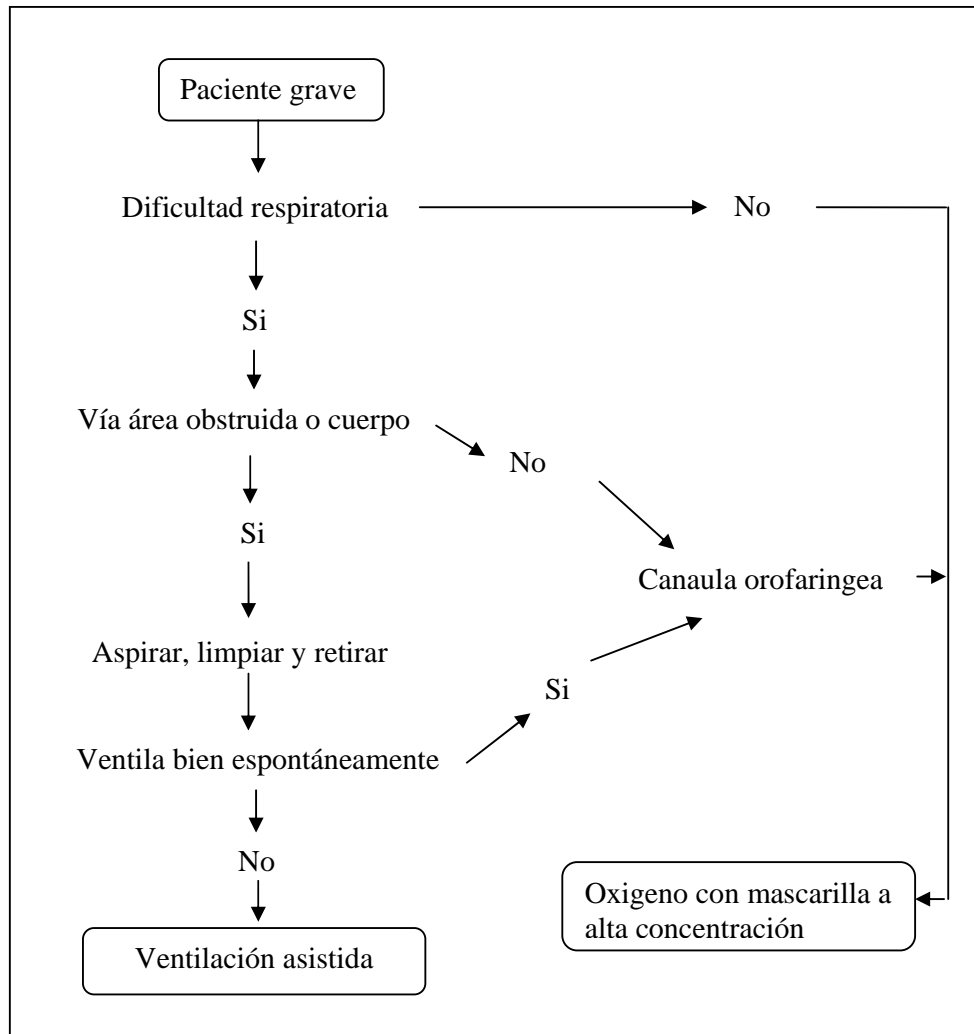 Paciente grave
Dificultad respiratoria
No
Si
Vía área obstruida o cuerpo
No
Si
Canaula orofaringea
Aspirar, limpiar y retirar
Si
Ventila bien espontáneamente
No
Oxigeno con mascarilla a
alta concentración
Ventilación asistida